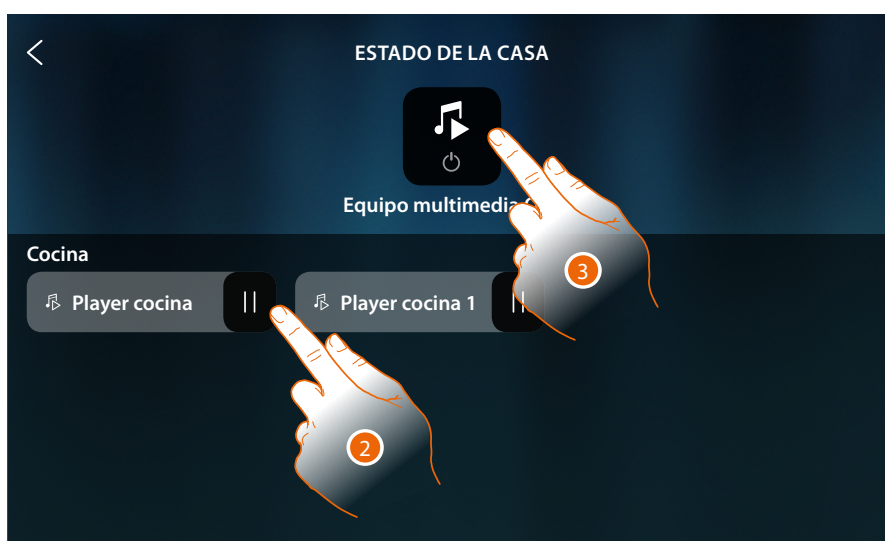 ESTADO DE LA CASA
Equipo multimedia
3
Cocina
Player cocina
Player cocina 1
2